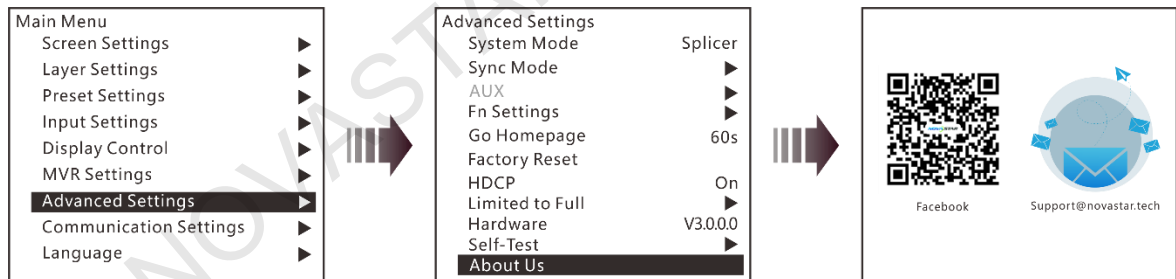 Main Menu
Screen Settings
Layer Settings
Preset Settings
Input Settings
Display Control
MVR Settings
Advanced Settings
Communication Settings
Language
Advanced Settings
System Mode Splicer
Sync Mode
AUX
Fn Settings
Go Homepage 60s
Factory Reset
HDCP On
Limited to Full
Hardware V3.0.0.0
Self-Test
About Us
Facebook
Support@novastar.tech
NOVASTAR